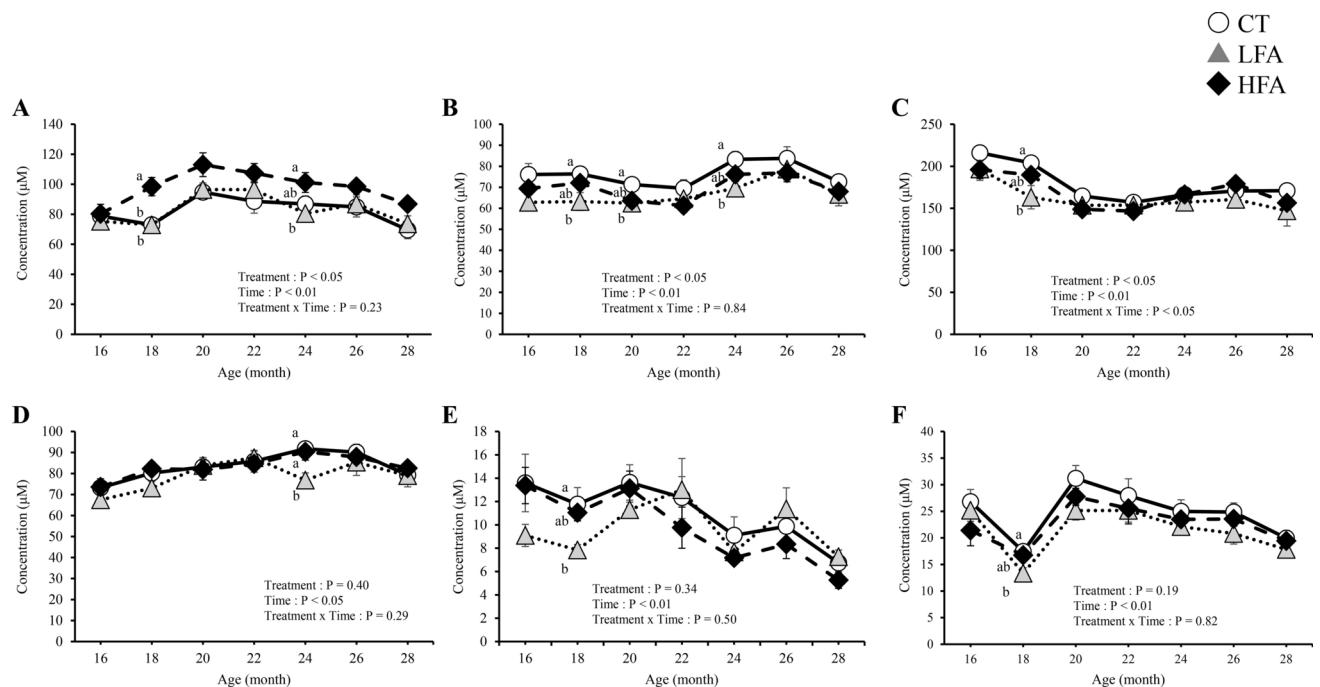 CT
LFA
HFA
A
140
120
100
80
60
40
20
0
Concentration (µM)
a
b
a
ab
b
Treatment : P < 0.05
Time : P < 0.01
Treatment x Time : P = 0.23
16 18 20 22 24 26 28
Age (month)
B
100
90
80
70
60
50
40
30
20
10
0
Concentration (µM)
a
ab
b
a
ab
b
a
ab
b
Treatment : P < 0.05
Time : P < 0.01
Treatment x Time : P = 0.84
16 18 20 22 24 26 28
Age (month)
C
250
200
150
100
50
0
Concentration (µM)
a
ab
b
Treatment : P < 0.05
Time : P < 0.01
Treatment x Time : P < 0.05
16 18 20 22 24 26 28
Age (month)
D
100
90
80
70
60
50
40
30
20
10
0
Concentration (µM)
a
a
b
Treatment : P = 0.40
Time : P < 0.05
Treatment x Time : P = 0.29
16 18 20 22 24 26 28
Age (month)
E
18
16
14
12
10
8
6
4
2
0
Concentration (µM)
a
ab
b
Treatment : P = 0.34
Time : P < 0.01
Treatment x Time : P = 0.50
16 18 20 22 24 26 28
Age (month)
F
40
35
30
25
20
15
10
5
0
Concentration (µM)
a
ab
b
Treatment : P = 0.19
Time : P < 0.01
Treatment x Time : P = 0.82
16 18 20 22 24 26 28
Age (month)